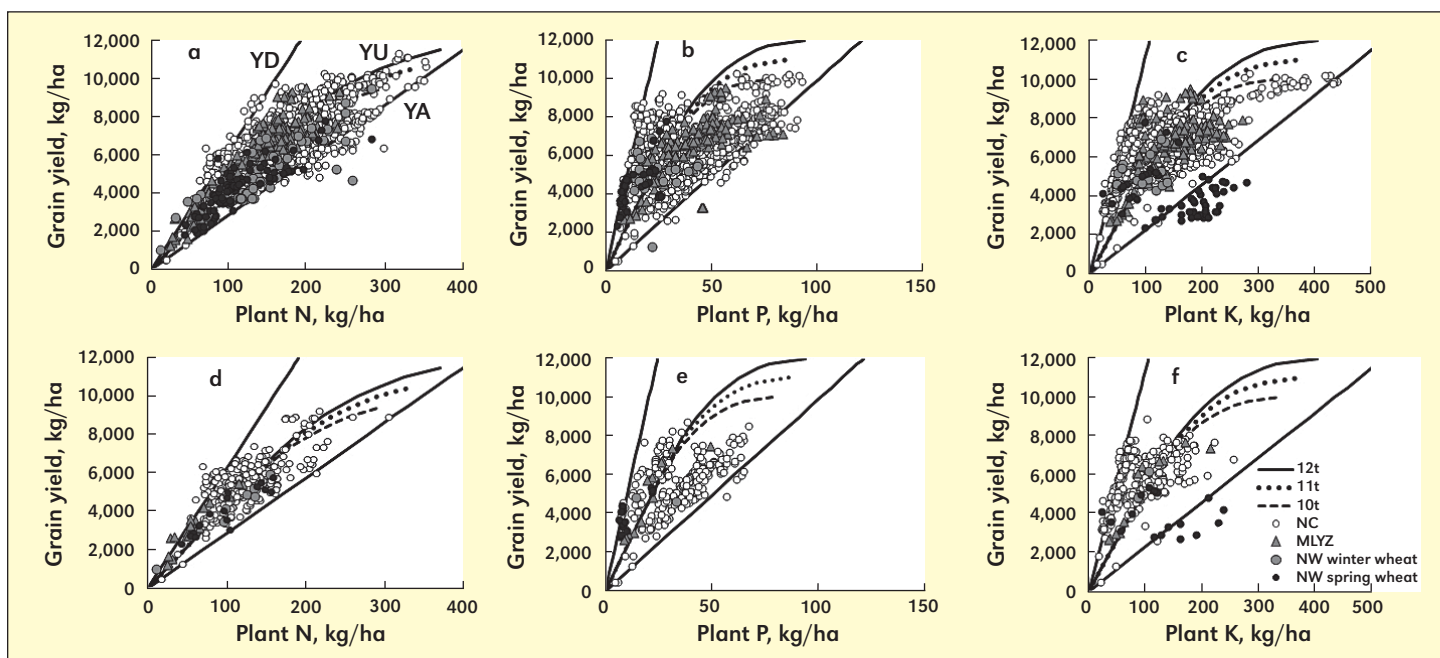 a
YD
YU
YA
12,000
10,000
8,000
6,000
4,000
2,000
0
Grain yield, kg/ha
0 100 200 300 400
Plant N, kg/ha
b
12,000
10,000
8,000
6,000
4,000
2,000
0
Grain yield, kg/ha
0 50 100 150
Plant P, kg/ha
c
12,000
10,000
8,000
6,000
4,000
2,000
0
Grain yield, kg/ha
0 100 200 300 400 500
Plant K, kg/ha
d
12,000
10,000
8,000
6,000
4,000
2,000
0
Grain yield, kg/ha
0 100 200 300 400
Plant N, kg/ha
e
12,000
10,000
8,000
6,000
4,000
2,000
0
Grain yield, kg/ha
0 50 100 150
Plant P, kg/ha
f
12,000
10,000
8,000
6,000
4,000
2,000
0
Grain yield, kg/ha
0 100 200 300 400 500
Plant K, kg/ha
12t
11t
10t
NC
MLYZ
NW winter wheat
NW spring wheat